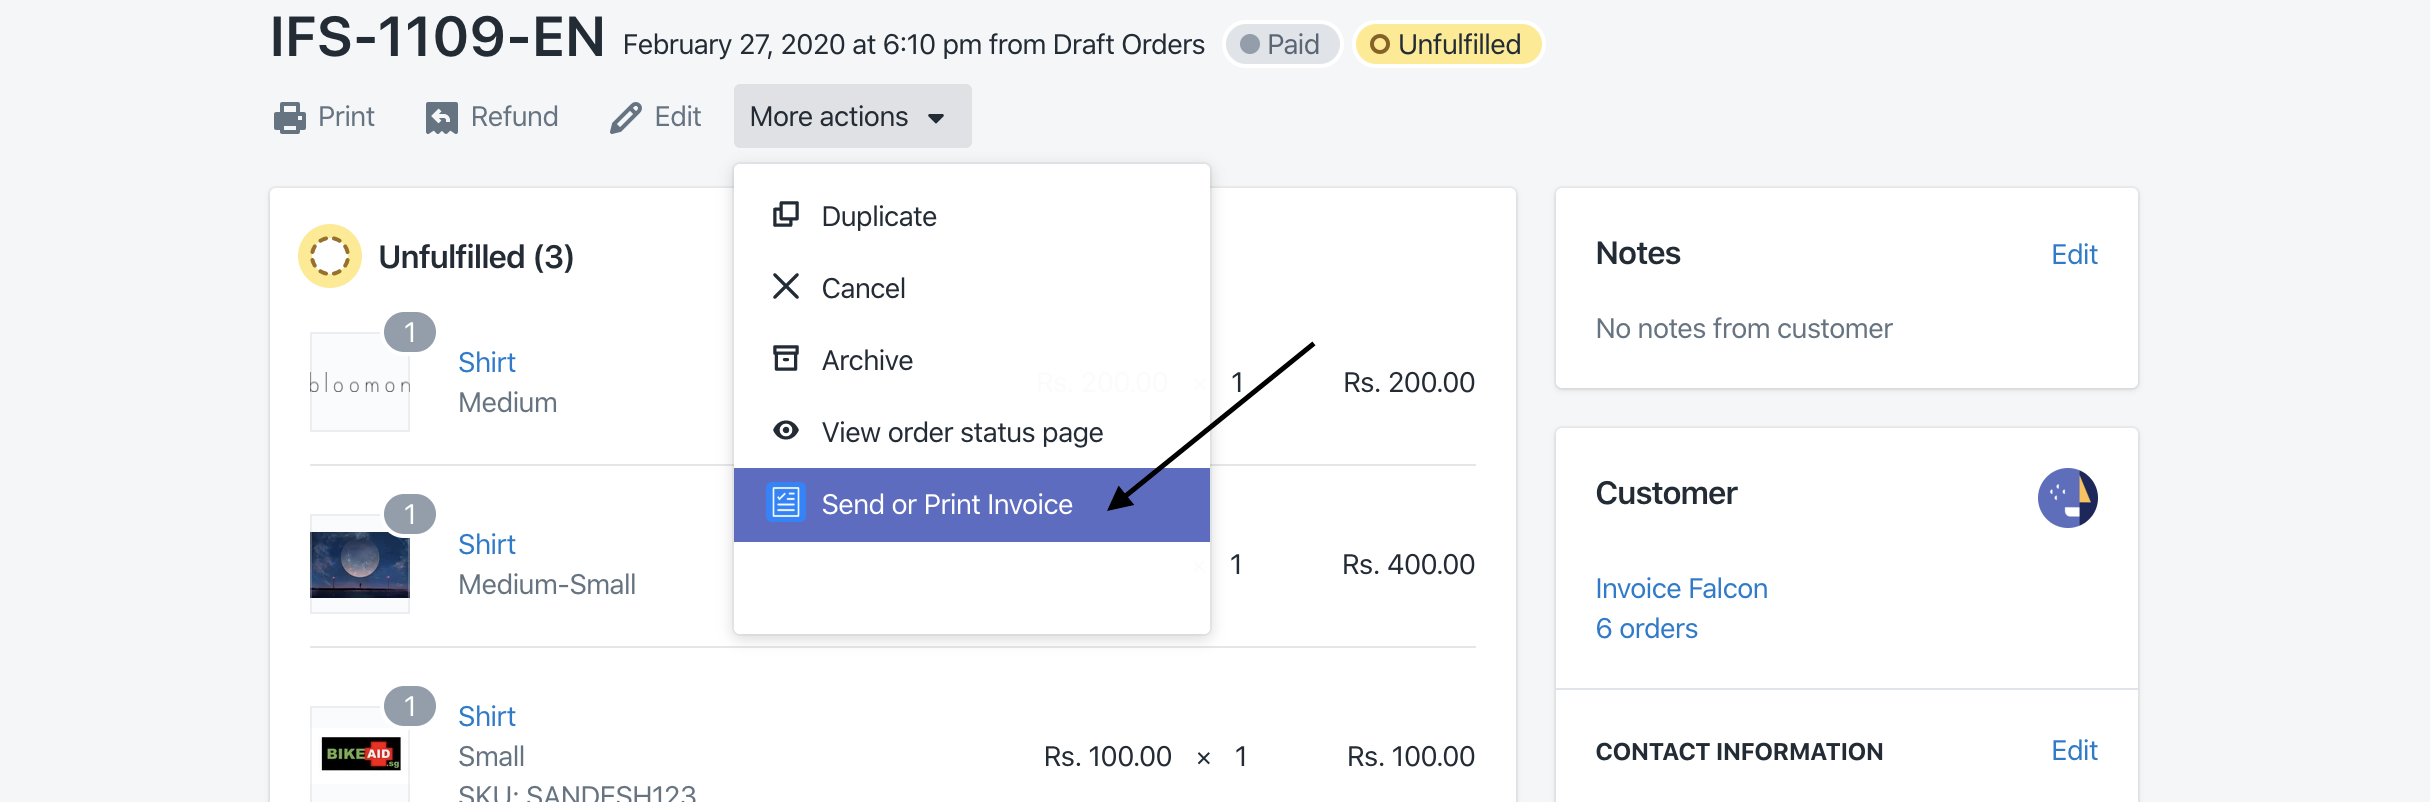 IFS-1109-EN February 27, 2020 at 6:10 pm from Draft Orders Paid Unfulfilled
Print Refund Edit More actions
Duplicate
Cancel
Archive
View order status page
Send or Print Invoice
Unfulfilled (3)
1
bloomon
Shirt
Medium
Rs. 200.00 × 1 Rs. 200.00
1
Shirt
Medium-Small
1 Rs. 400.00
1
BIKEAID.sg
Shirt
Small
SKU: SANDESH123
Rs. 100.00 × 1 Rs. 100.00
Notes Edit
No notes from customer
Customer
Invoice Falcon
6 orders
CONTACT INFORMATION Edit